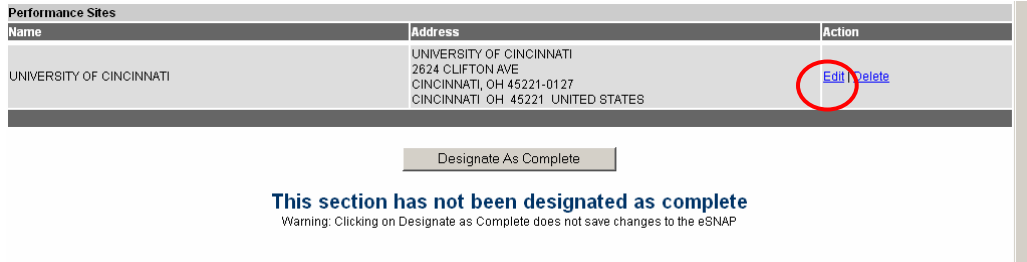 Performance Sites
Name Address Action
UNIVERSITY OF CINCINNATI
UNIVERSITY OF CINCINNATI
2624 CLIFTON AVE
CINCINNATI, OH 45221-0127
CINCINNATI OH 45221 UNITED STATES
Edit | Delete
Designate As Complete
This section has not been designated as complete
Warning: Clicking on Designate as Complete does not save changes to the eSNAP